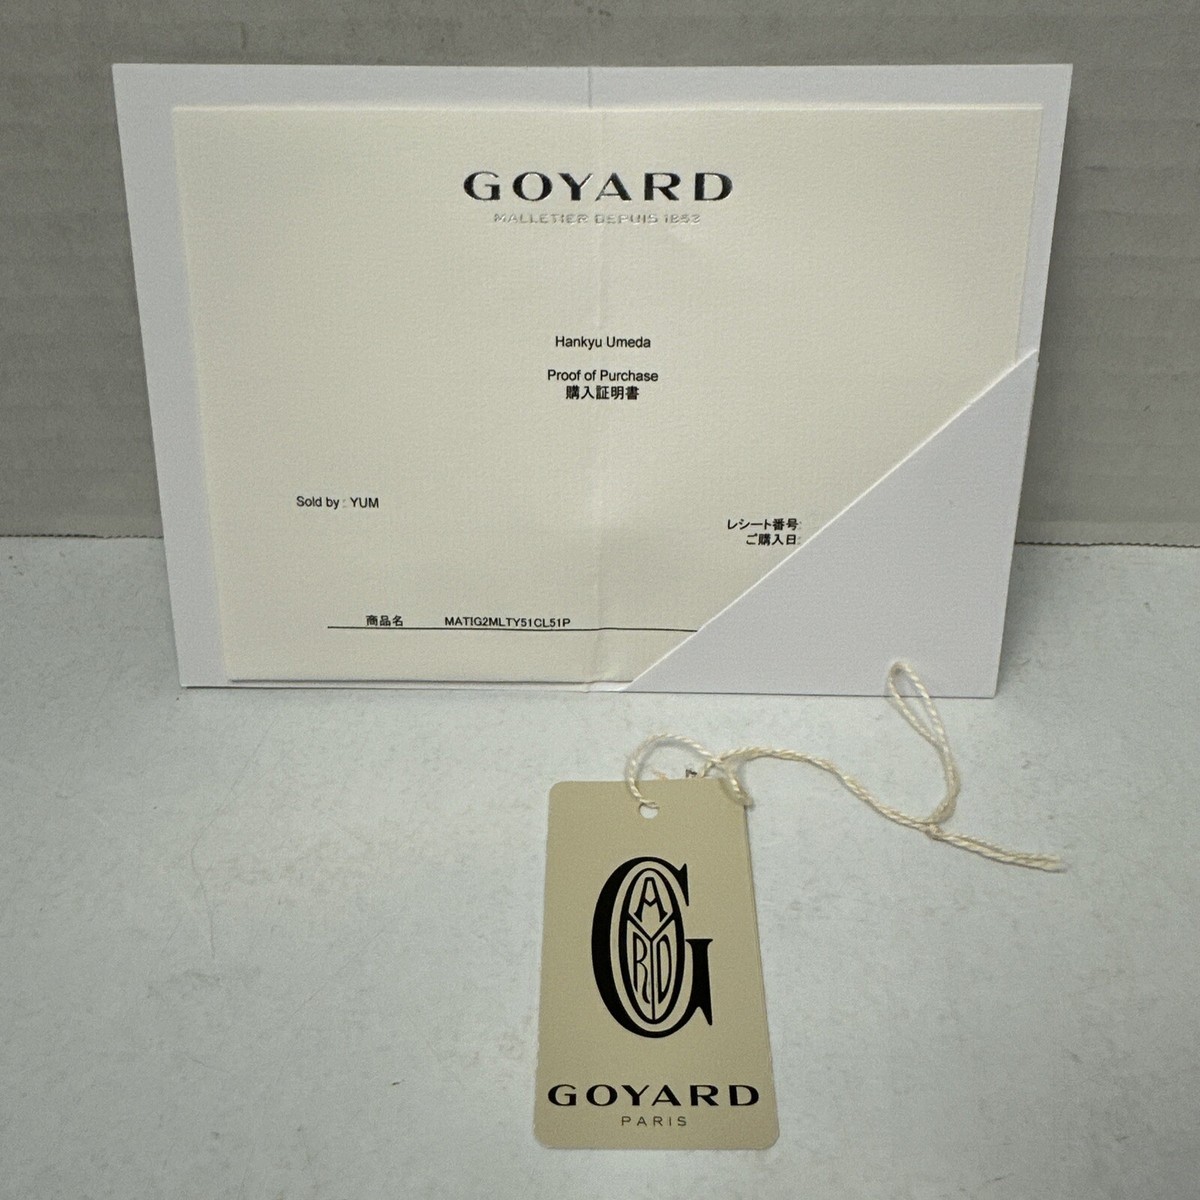 GOYARD
MALLETIER DEPUIS 1853
Hankyu Umeda
Proof of Purchase
購入証明書
Sold by : YUM
レシート番号:
ご購入日:
商品名 MATIG2MLTY51CL51P
GOYARD
GOYARD
PARIS